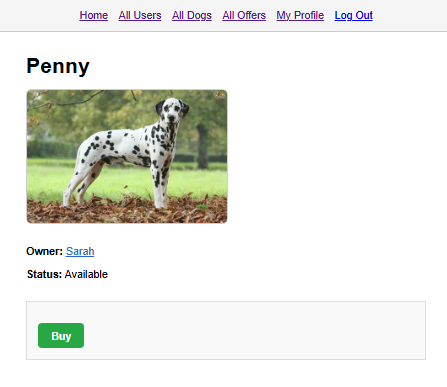 Home All Users All Dogs All Offers My Profile Log Out
Penny
Owner: Sarah
Status: Available
Buy